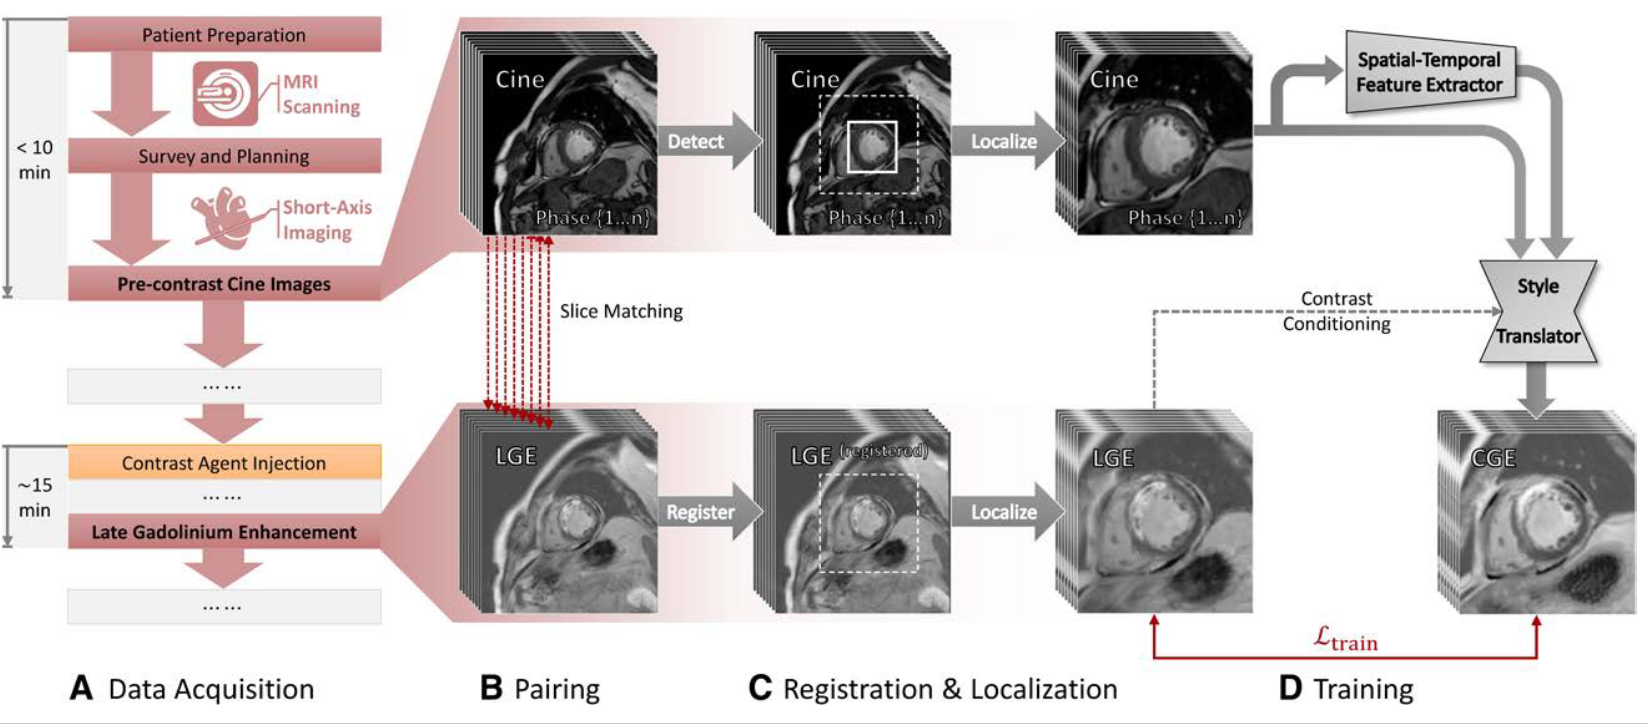 Patient Preparation
MRI
Scanning
< 10
min
Survey and Planning
Short-Axis
Imaging
Pre-contrast Cine Images
... ...
Contrast Agent Injection
~15
min
... ...
Late Gadolinium Enhancement
... ...
Cine
Phase {1...n}
Detect
Cine
Phase {1...n}
Localize
Cine
Phase {1...n}
Spatial-Temporal
Feature Extractor
Slice Matching
Contrast
Conditioning
Style
Translator
LGE
Register
LGE (registered)
Localize
LGE
CGE
ℒtrain
A Data Acquisition
B Pairing
C Registration & Localization
D Training